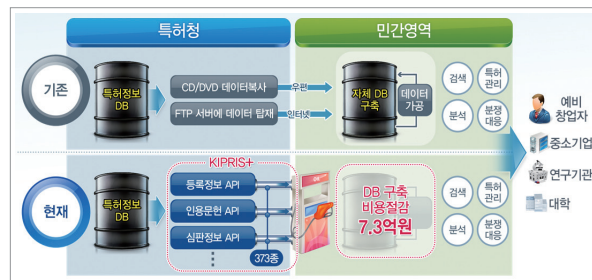 특허청
민간영역
기존
특허정보
DB
CD/DVD 데이터복사
우편
FTP 서버에 데이터 탑재
인터넷
자체 DB
구축
데이터
가공
검색
특허
관리
분석
분쟁
대응
예비
창업자
중소기업
연구기관
대학
현재
특허정보
DB
KIPRIS+
등록정보 API
인용문헌 API
심판정보 API
373종
DB 구축
비용절감
7.3억원
검색
특허
관리
분석
분쟁
대응